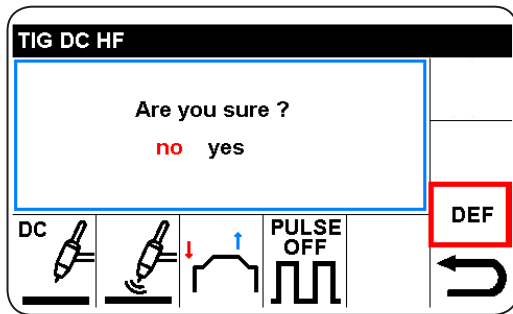 TIG DC HF
Are you sure ?
no yes
DEF
DC
PULSE
OFF